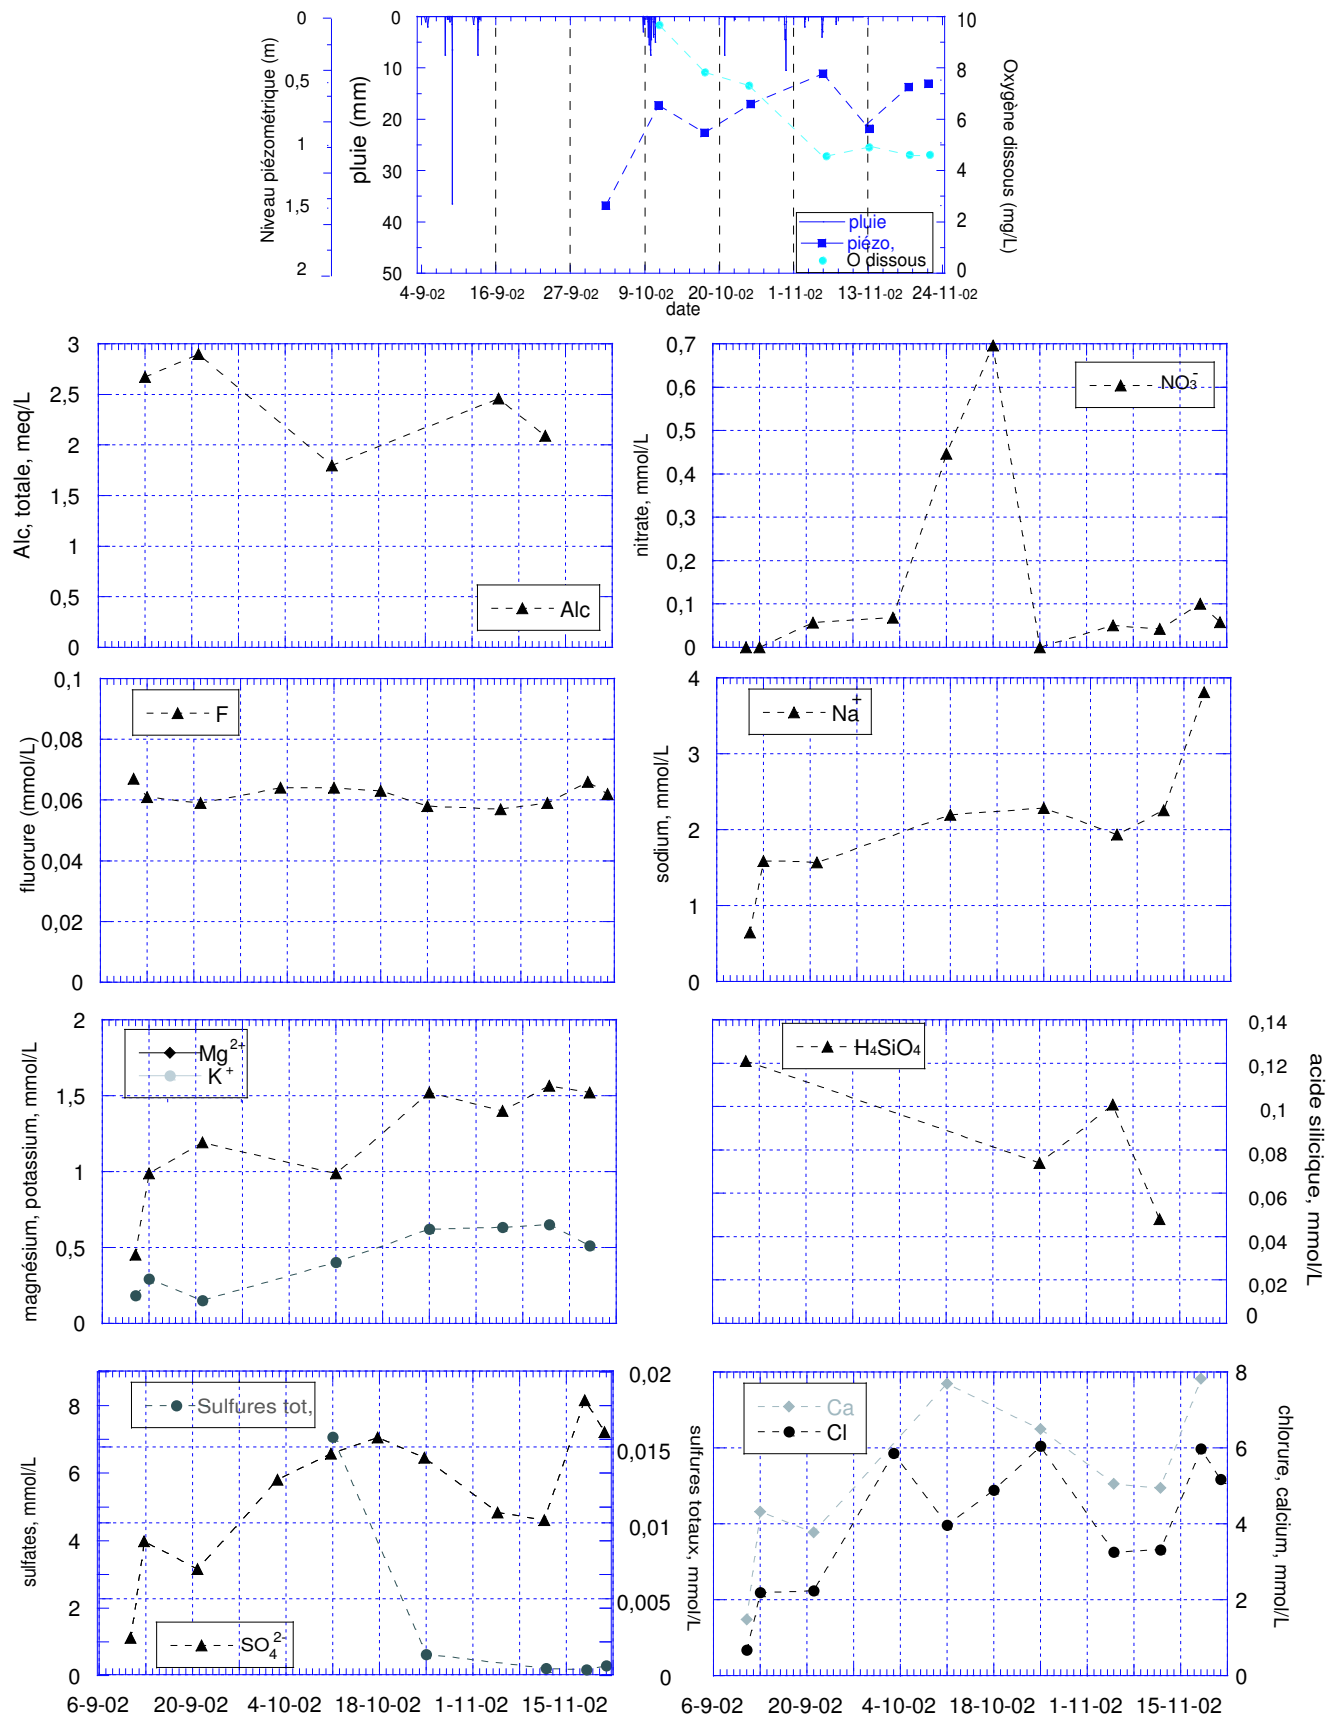 Niveau piézométrique (m)
0
0,5
1
1,5
2
pluie (mm)
0
10
20
30
40
50
10
8
6
4
2
0
Oxygène dissous (mg/L)
pluie
piézo,
O dissous
4-9-02 16-9-02 27-9-02 9-10-02 20-10-02 1-11-02 13-11-02 24-11-02
date
Alc, totale, meq/L
3
2,5
2
1,5
1
0,5
0
Alc
nitrate, mmol/L
0,7
0,6
0,5
0,4
0,3
0,2
0,1
0
NO3-
fluorure (mmol/L)
0,1
0,08
0,06
0,04
0,02
0
F
sodium, mmol/L
4
3
2
1
0
Na+
magnésium, potassium, mmol/L
2
1,5
1
0,5
0
Mg2+
K+
H4SiO4
0,14
0,12
0,1
0,08
0,06
0,04
0,02
0
acide silicique, mmol/L
sulfates, mmol/L
8
6
4
2
0
Sulfures tot,
SO42-
0,02
0,015
0,01
0,005
0
sulfures totaux, mmol/L
6-9-02 20-9-02 4-10-02 18-10-02 1-11-02 15-11-02
Ca
Cl
8
6
4
2
0
chlorure, calcium, mmol/L
6-9-02 20-9-02 4-10-02 18-10-02 1-11-02 15-11-02